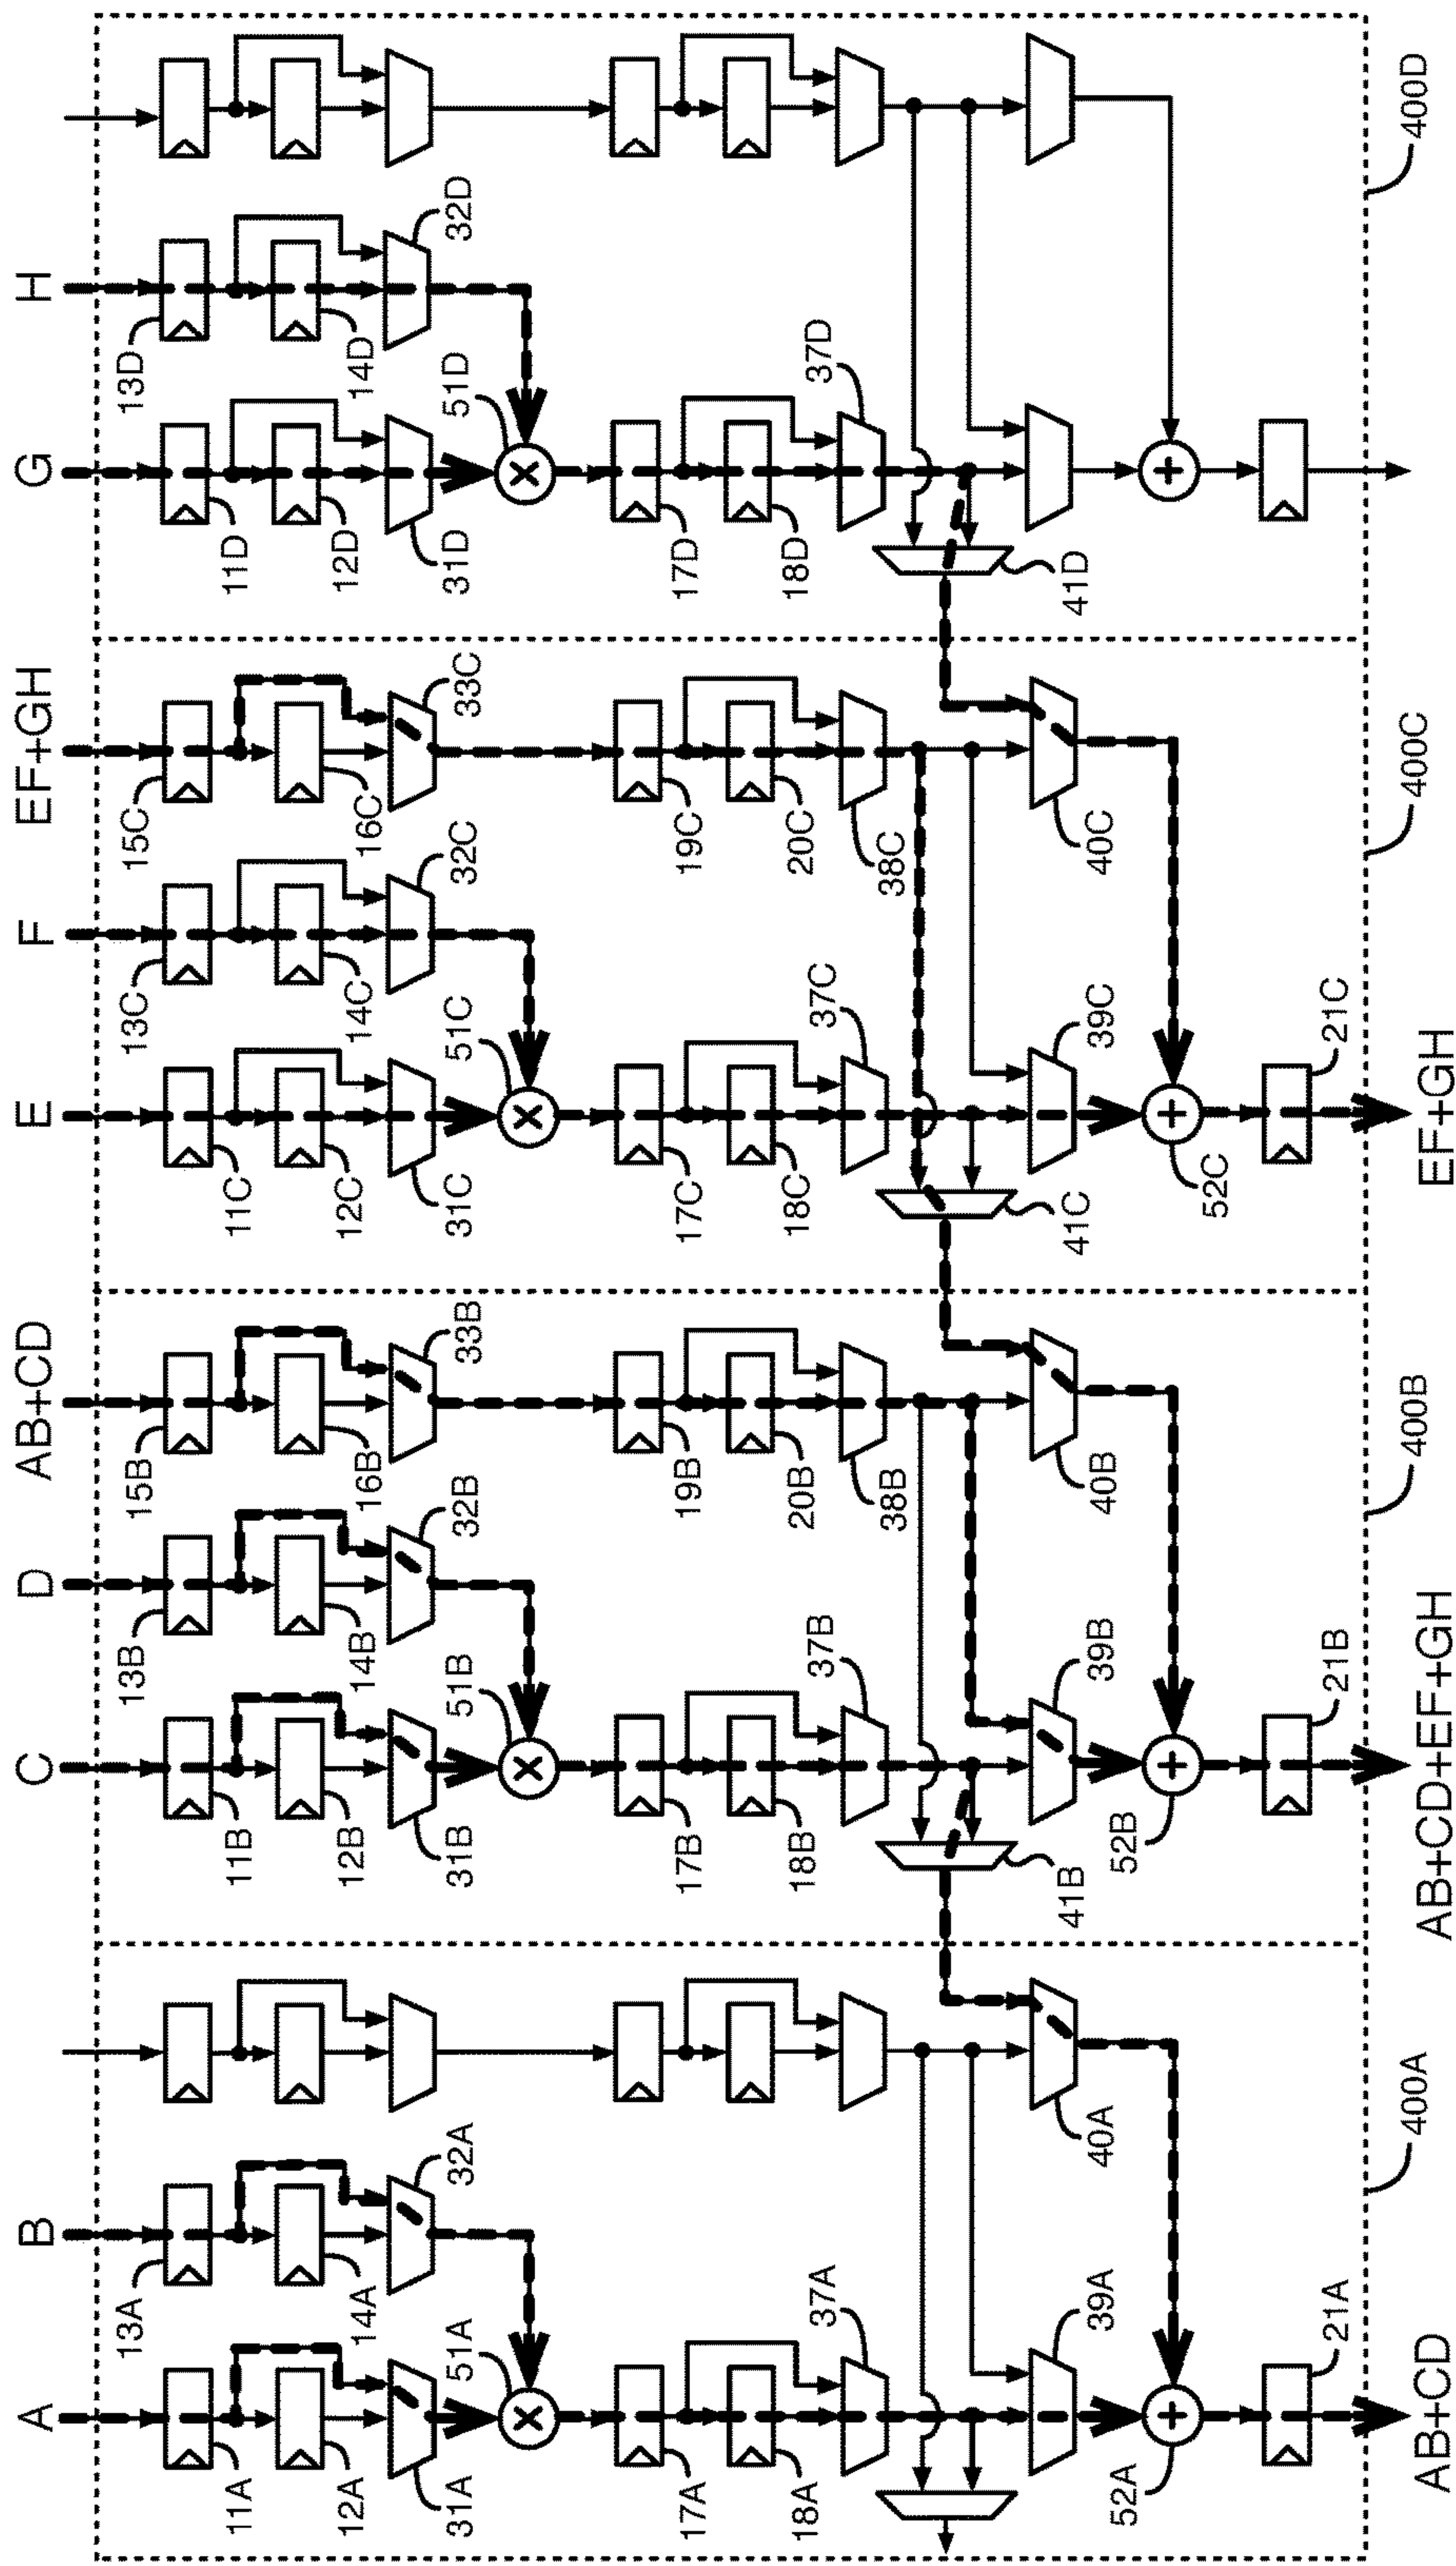 A
B
C
D
AB+CD
E
F
EF+GH
G
H
13A
13B
15B
13C
15C
13D
11A
11B
11C
11D
12A
14A
12B
14B
16B
12C
14C
16C
12D
14D
31A
51A
32A
31B
51B
32B
33B
31C
51C
32C
33C
31D
51D
32D
17A
17B
19B
17C
19C
17D
18A
37A
18B
37B
20B
18C
37C
20C
18D
37D
38B
38C
41B
41C
41D
39A
40A
39B
40B
39C
40C
52A
52B
52C
21A
21B
21C
400A
400B
400C
400D
AB+CD
AB+CD+EF+GH
EF+GH